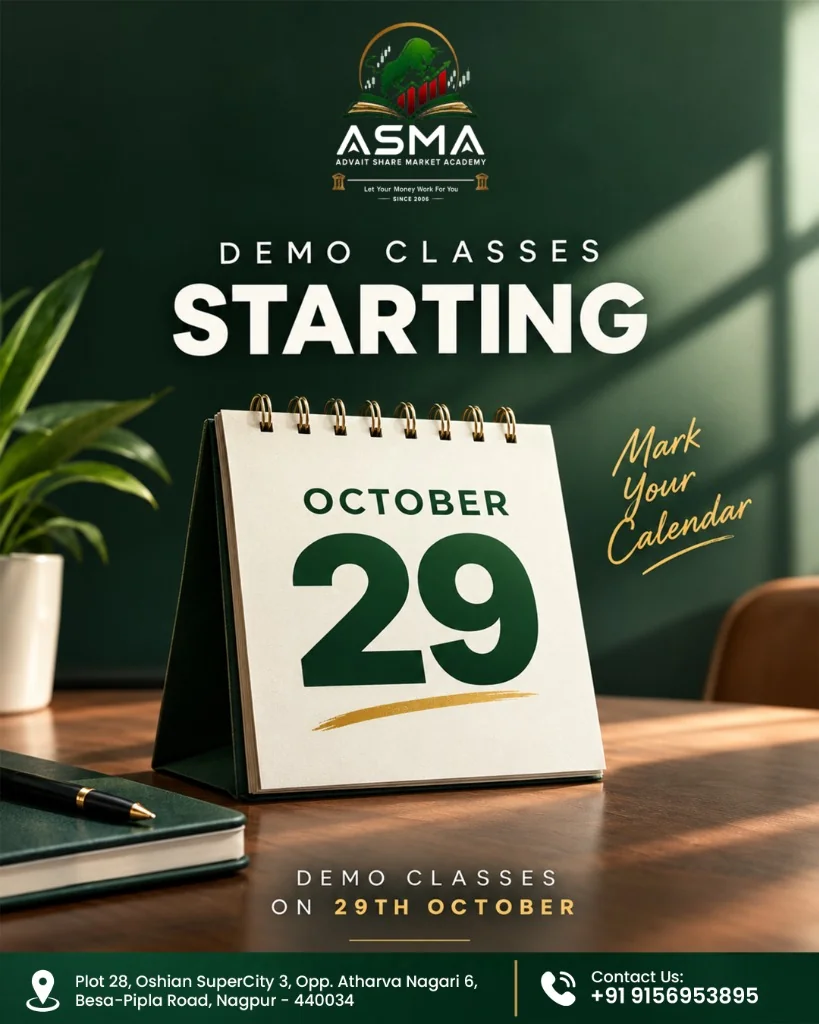 ASMA
ADVAIT SHARE MARKET ACADEMY
Let Your Money Work For You
SINCE 2006
DEMO CLASSES
STARTING
OCTOBER
29
Mark
Your
Calendar
DEMO CLASSES
ON 29TH OCTOBER
Plot 28, Oshian SuperCity 3, Opp. Atharva Nagari 6,
Besa-Pipla Road, Nagpur - 440034
Contact Us:
+91 9156953895